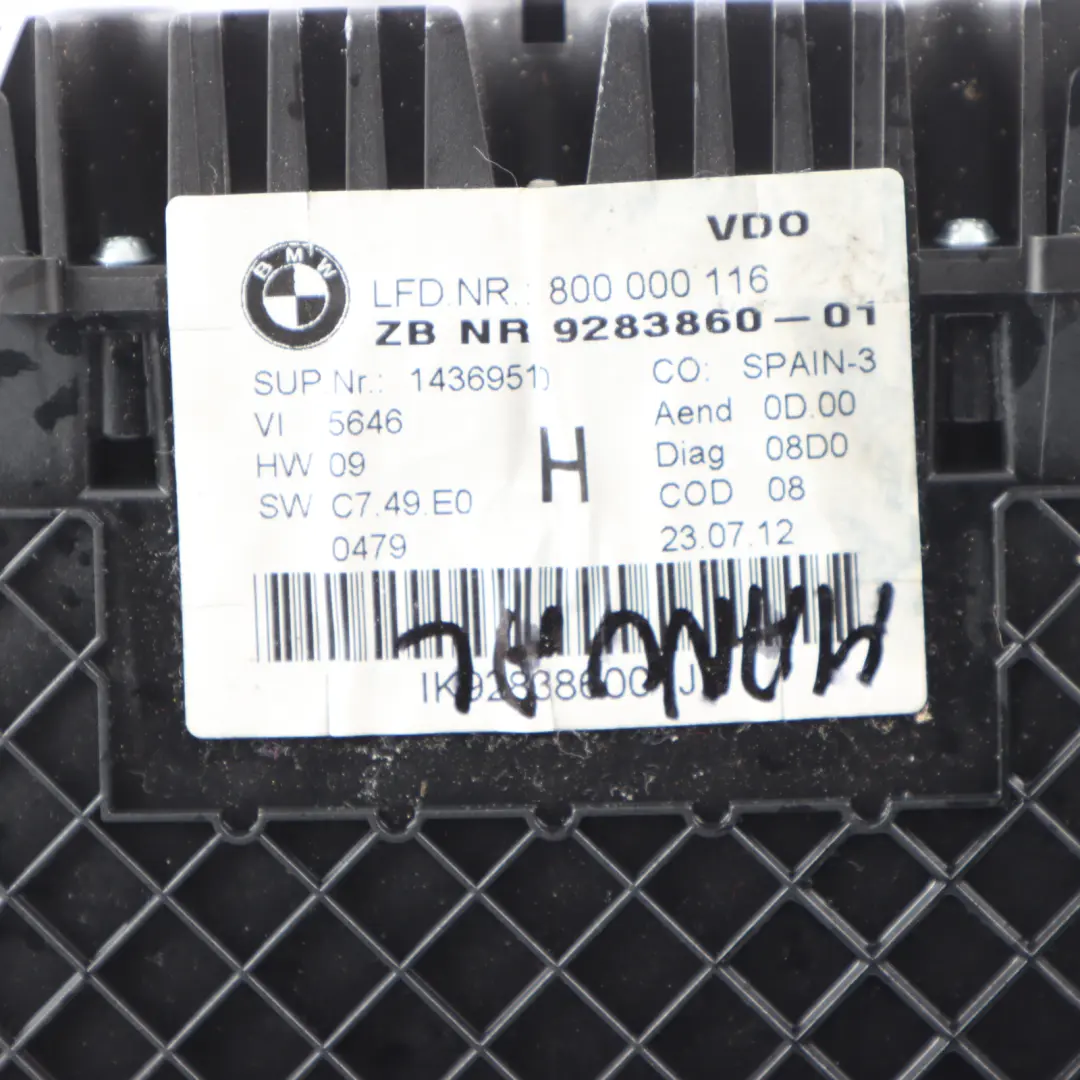 VDO
BMW
LFD.NR.: 800 000 116
ZB NR 9283860-01
SUP Nr.: 1436951) CO: SPAIN-3
VI 5646 Aend 0D.00
HW 09 H Diag 08D0
SW C7.49.E0 COD 08
0479 23.07.12
MANUAL